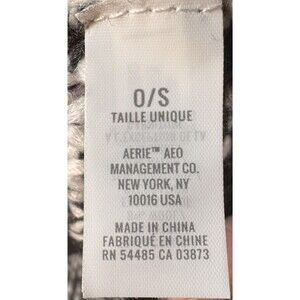 O/S
TAILLE UNIQUE
AERIE™ AEO
MANAGEMENT CO.
NEW YORK, NY
10016 USA
MADE IN CHINA
FABRIQUÉ EN CHINE
RN 54485 CA 03873